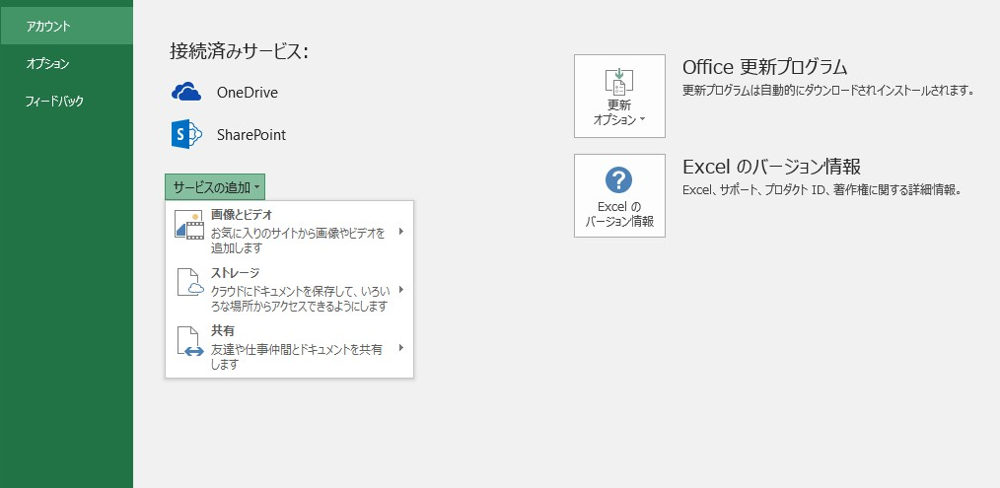 アカウント
オプション
フィードバック
接続済みサービス:
OneDrive
SharePoint
サービスの追加
画像とビデオ
お気に入りのサイトから画像やビデオを
追加します
ストレージ
クラウドにドキュメントを保存して、いろい
ろな場所からアクセスできるようにします
共有
友達や仕事仲間とドキュメントを共有
します
更新
オプション
Office 更新プログラム
更新プログラムは自動的にダウンロードされインストールされます。
Excel の
バージョン情報
Excel のバージョン情報
Excel、サポート、プロダクト ID、著作権に関する詳細情報。